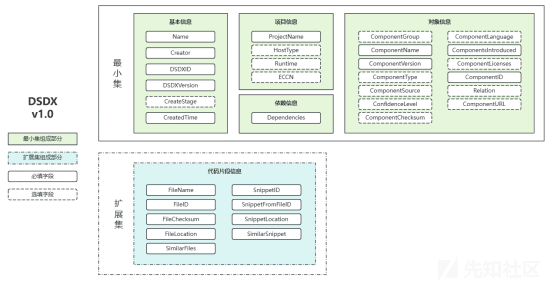 DSDX
v1.0
最小集组成部分
扩展集组成部分
必填字段
选填字段
最小集
基本信息
Name
Creator
DSDXID
DSDXVersion
CreateStage
CreatedTime
项目信息
ProjectName
HostType
Runtime
ECCN
依赖信息
Dependencies
对象信息
ComponentGroup
ComponentLanguage
ComponentName
ComponentsIntroduced
ComponentVersion
ComponentLicenses
ComponentType
ComponentID
ComponentSource
Relation
ConfidenceLevel
ComponentURL
ComponentChecksum
扩展集
代码片段信息
FileName
SnippetID
FileID
SnippetFromFileID
FileChecksum
SnippetLocation
FileLocation
SimilarSnippet
SimilarFiles
先知社区